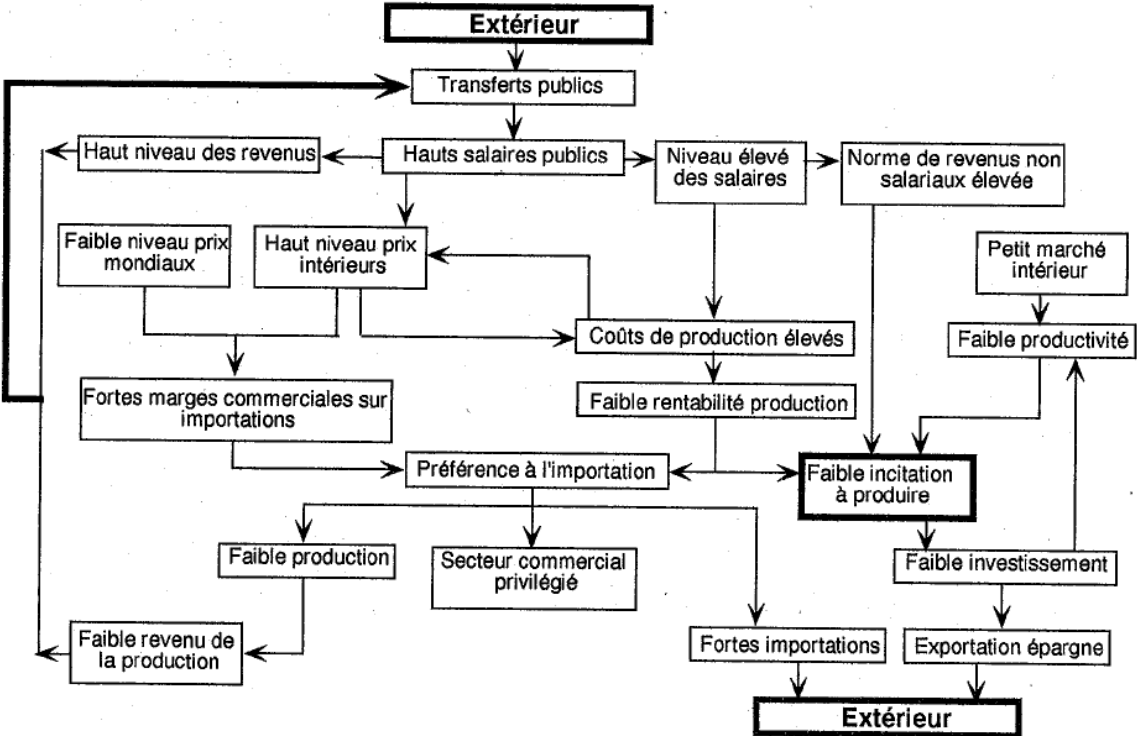 Extérieur
Transferts publics
Haut niveau des revenus
Hauts salaires publics
Niveau élevé
des salaires
Norme de revenus non
salariaux élevée
Faible niveau prix
mondiaux
Haut niveau prix
intérieurs
Petit marché
intérieur
Coûts de production élevés
Faible productivité
Fortes marges commerciales sur
importations
Faible rentabilité production
Préférence à l'importation
Faible incitation
à produire
Faible production
Secteur commercial
privilégié
Faible investissement
Faible revenu de
la production
Fortes importations
Exportation épargne
Extérieur